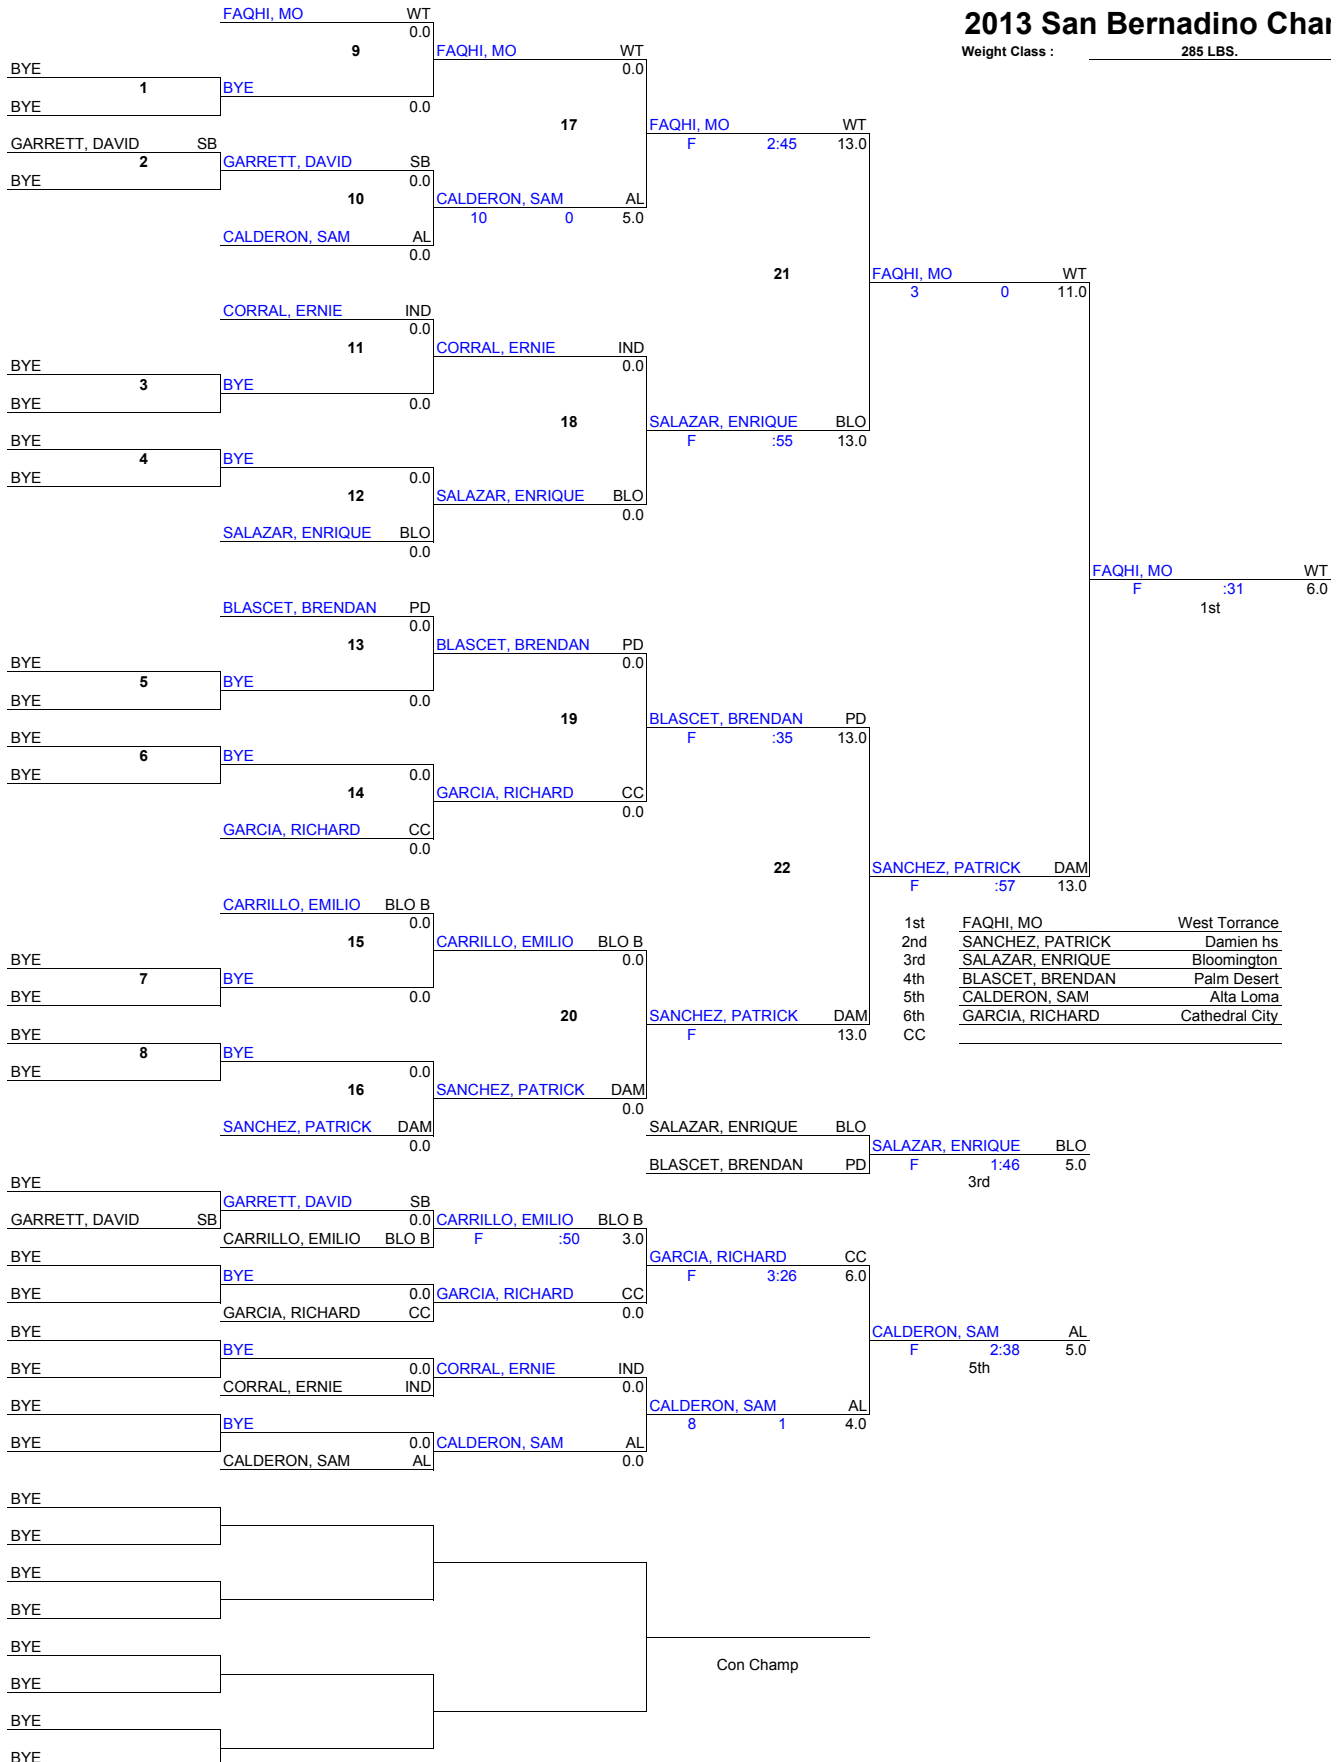 2013 San Bernadino Cha
Weight Class : 285 LBS.
FAQHI, MO WT
0.0
9
FAQHI, MO WT
0.0
BYE
1
BYE
BYE
0.0
17
FAQHI, MO WT
F 2:45 13.0
GARRETT, DAVID SB
2
BYE
GARRETT, DAVID SB
0.0
10
CALDERON, SAM AL
10 0 5.0
CALDERON, SAM AL
0.0
21
FAQHI, MO WT
3 0 11.0
CORRAL, ERNIE IND
0.0
11
CORRAL, ERNIE IND
0.0
BYE
3
BYE
BYE
0.0
18
SALAZAR, ENRIQUE BLO
F :55 13.0
BYE
4
BYE
BYE
0.0
12
SALAZAR, ENRIQUE BLO
0.0
SALAZAR, ENRIQUE BLO
0.0
FAQHI, MO WT
F :31 6.0
1st
BLASCET, BRENDAN PD
0.0
13
BLASCET, BRENDAN PD
0.0
BYE
5
BYE
BYE
0.0
19
BLASCET, BRENDAN PD
F :35 13.0
BYE
6
BYE
BYE
0.0
14
GARCIA, RICHARD CC
0.0
GARCIA, RICHARD CC
0.0
22
SANCHEZ, PATRICK DAM
F :57 13.0
CARRILLO, EMILIO BLO B
0.0
15
CARRILLO, EMILIO BLO B
0.0
BYE
7
BYE
BYE
0.0
20
SANCHEZ, PATRICK DAM
F 13.0
BYE
8
BYE
BYE
0.0
16
SANCHEZ, PATRICK DAM
0.0
SANCHEZ, PATRICK DAM
0.0
1st FAQHI, MO West Torrance
2nd SANCHEZ, PATRICK Damien hs
3rd SALAZAR, ENRIQUE Bloomington
4th BLASCET, BRENDAN Palm Desert
5th CALDERON, SAM Alta Loma
6th GARCIA, RICHARD Cathedral City
CC
SALAZAR, ENRIQUE BLO
BLASCET, BRENDAN PD
SALAZAR, ENRIQUE BLO
F 1:46 5.0
3rd
BYE
GARRETT, DAVID SB
GARRETT, DAVID SB
0.0
CARRILLO, EMILIO BLO B
CARRILLO, EMILIO BLO B
F :50 3.0
BYE
BYE
BYE
0.0
GARCIA, RICHARD CC
GARCIA, RICHARD CC
0.0
GARCIA, RICHARD CC
F 3:26 6.0
BYE
BYE
BYE
0.0
CORRAL, ERNIE IND
CORRAL, ERNIE IND
0.0
BYE
BYE
BYE
0.0
CALDERON, SAM AL
CALDERON, SAM AL
0.0
CALDERON, SAM AL
8 1 4.0
CALDERON, SAM AL
F 2:38 5.0
5th
BYE
BYE
BYE
BYE
BYE
BYE
BYE
BYE
Con Champ